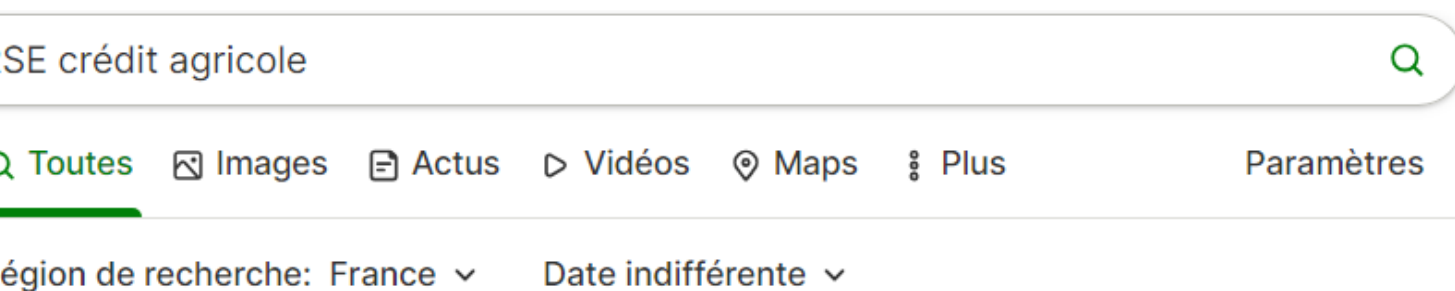 SE crédit agricole
Toutes Images Actus Vidéos Maps Plus Paramètres
égion de recherche: France Date indifférente